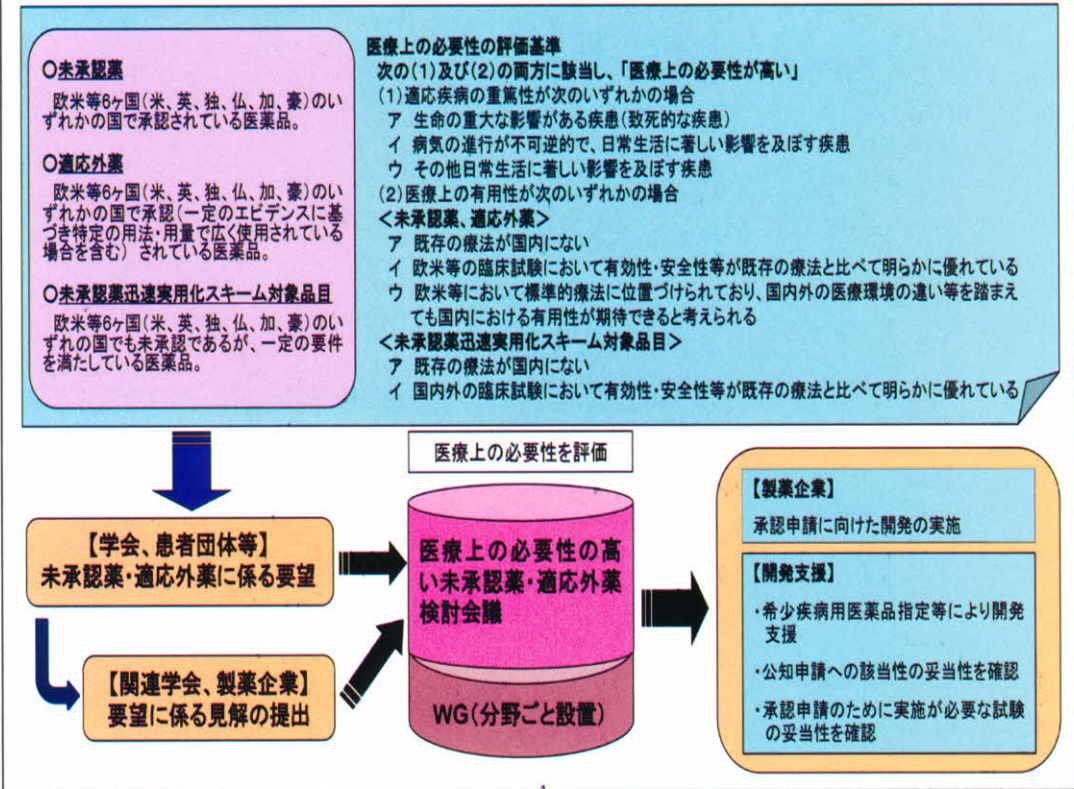 〇未承認薬
欧米等6ヶ国(米、英、独、仏、加、豪)のい
ずれかの国で承認されている医薬品。
〇適応外薬
欧米等6ヶ国(米、英、独、仏、加、豪)のい
ずれかの国で承認(一定のエビデンスに基
づき特定の用法・用量で広く使用されている
場合を含む) されている医薬品。
〇未承認薬迅速実用化スキーム対象品目
欧米等6ヶ国(米、英、独、仏、加、豪)のい
ずれの国でも未承認であるが、一定の要件
を満たしている医薬品。
医療上の必要性の評価基準
次の(1)及び(2)の両方に該当し、「医療上の必要性が高い」
(1)適応疾病の重篤性が次のいずれかの場合
ア 生命の重大な影響がある疾患(致死的な疾患)
イ 病気の進行が不可逆的で、日常生活に著しい影響を及ぼす疾患
ウ その他日常生活に著しい影響を及ぼす疾患
(2)医療上の有用性が次のいずれかの場合
<未承認薬、適応外薬>
ア 既存の療法が国内にない
イ 欧米等の臨床試験において有効性・安全性等が既存の療法と比べて明らかに優れている
ウ 欧米等において標準的療法に位置づけられており、国内外の医療環境の違い等を踏まえ
ても国内における有用性が期待できると考えられる
<未承認薬迅速実用化スキーム対象品目>
ア 既存の療法が国内にない
イ 国内外の臨床試験において有効性・安全性等が既存の療法と比べて明らかに優れている
【学会、患者団体等】
未承認薬・適応外薬に係る要望
【関連学会、製薬企業】
要望に係る見解の提出
医療上の必要性を評価
医療上の必要性の高
い未承認薬・適応外薬
検討会議
WG(分野ごと設置)
【製薬企業】
承認申請に向けた開発の実施
【開発支援】
・希少疾病用医薬品指定等により開発
支援
・公知申請への該当性の妥当性を確認
・承認申請のために実施が必要な試験
の妥当性を確認